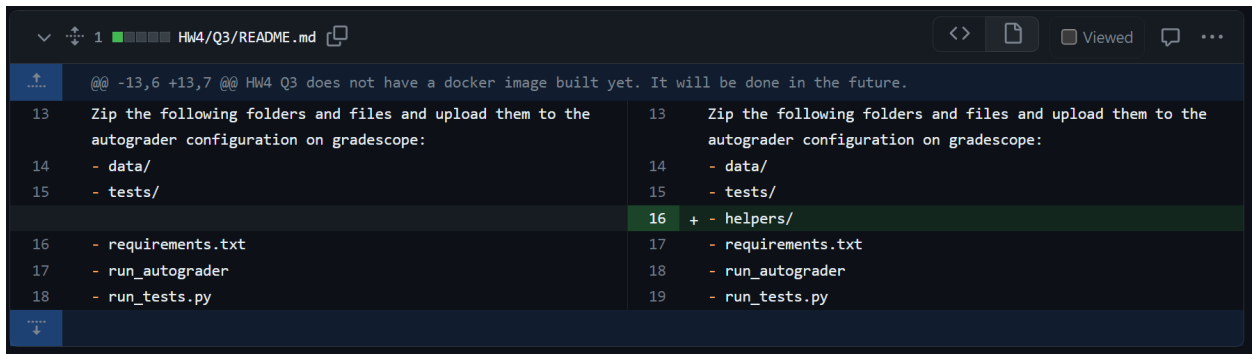 1 HW4/Q3/README.md Viewed
@@ -13,6 +13,7 @@ HW4 Q3 does not have a docker image built yet. It will be done in the future.
13 Zip the following folders and files and upload them to the
autograder configuration on gradescope:
14 - data/
15 - tests/
16 - requirements.txt
17 - run_autograder
18 - run_tests.py
13 Zip the following folders and files and upload them to the
autograder configuration on gradescope:
14 - data/
15 - tests/
16 + - helpers/
17 - requirements.txt
18 - run_autograder
19 - run_tests.py